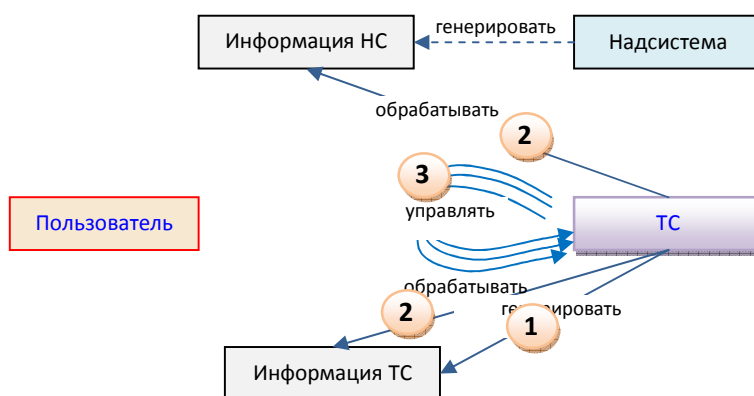 генерировать
Информация НС
Надсистема
обрабатывать
2
3
управлять
Пользователь
ТС
обрабатывать
2
генерировать
1
Информация ТС